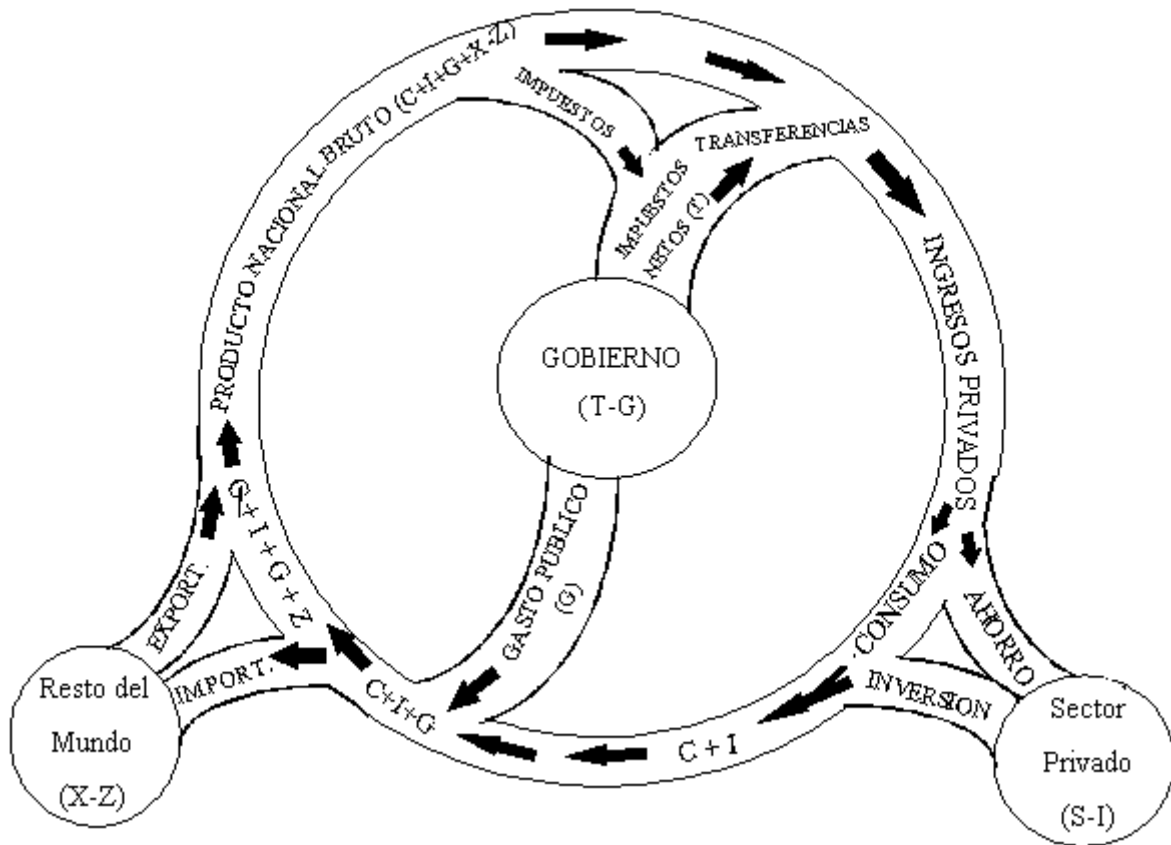 PRODUCTO NACIONAL BRUTO (C+I+G+X-Z)
IMPUESTOS
TRANSFERENCIAS
IMPUESTOS
NETOS (T)
INGRESOS PRIVADOS
GOBIERNO
(T-G)
GASTO PUBLICO
(G)
CONSUMO
AHORRO
INVERSION
Sector
Privado
(S-I)
C + I
C+I+G
G+I+G+Z
EXPORT.
IMPORT.
Resto del
Mundo
(X-Z)